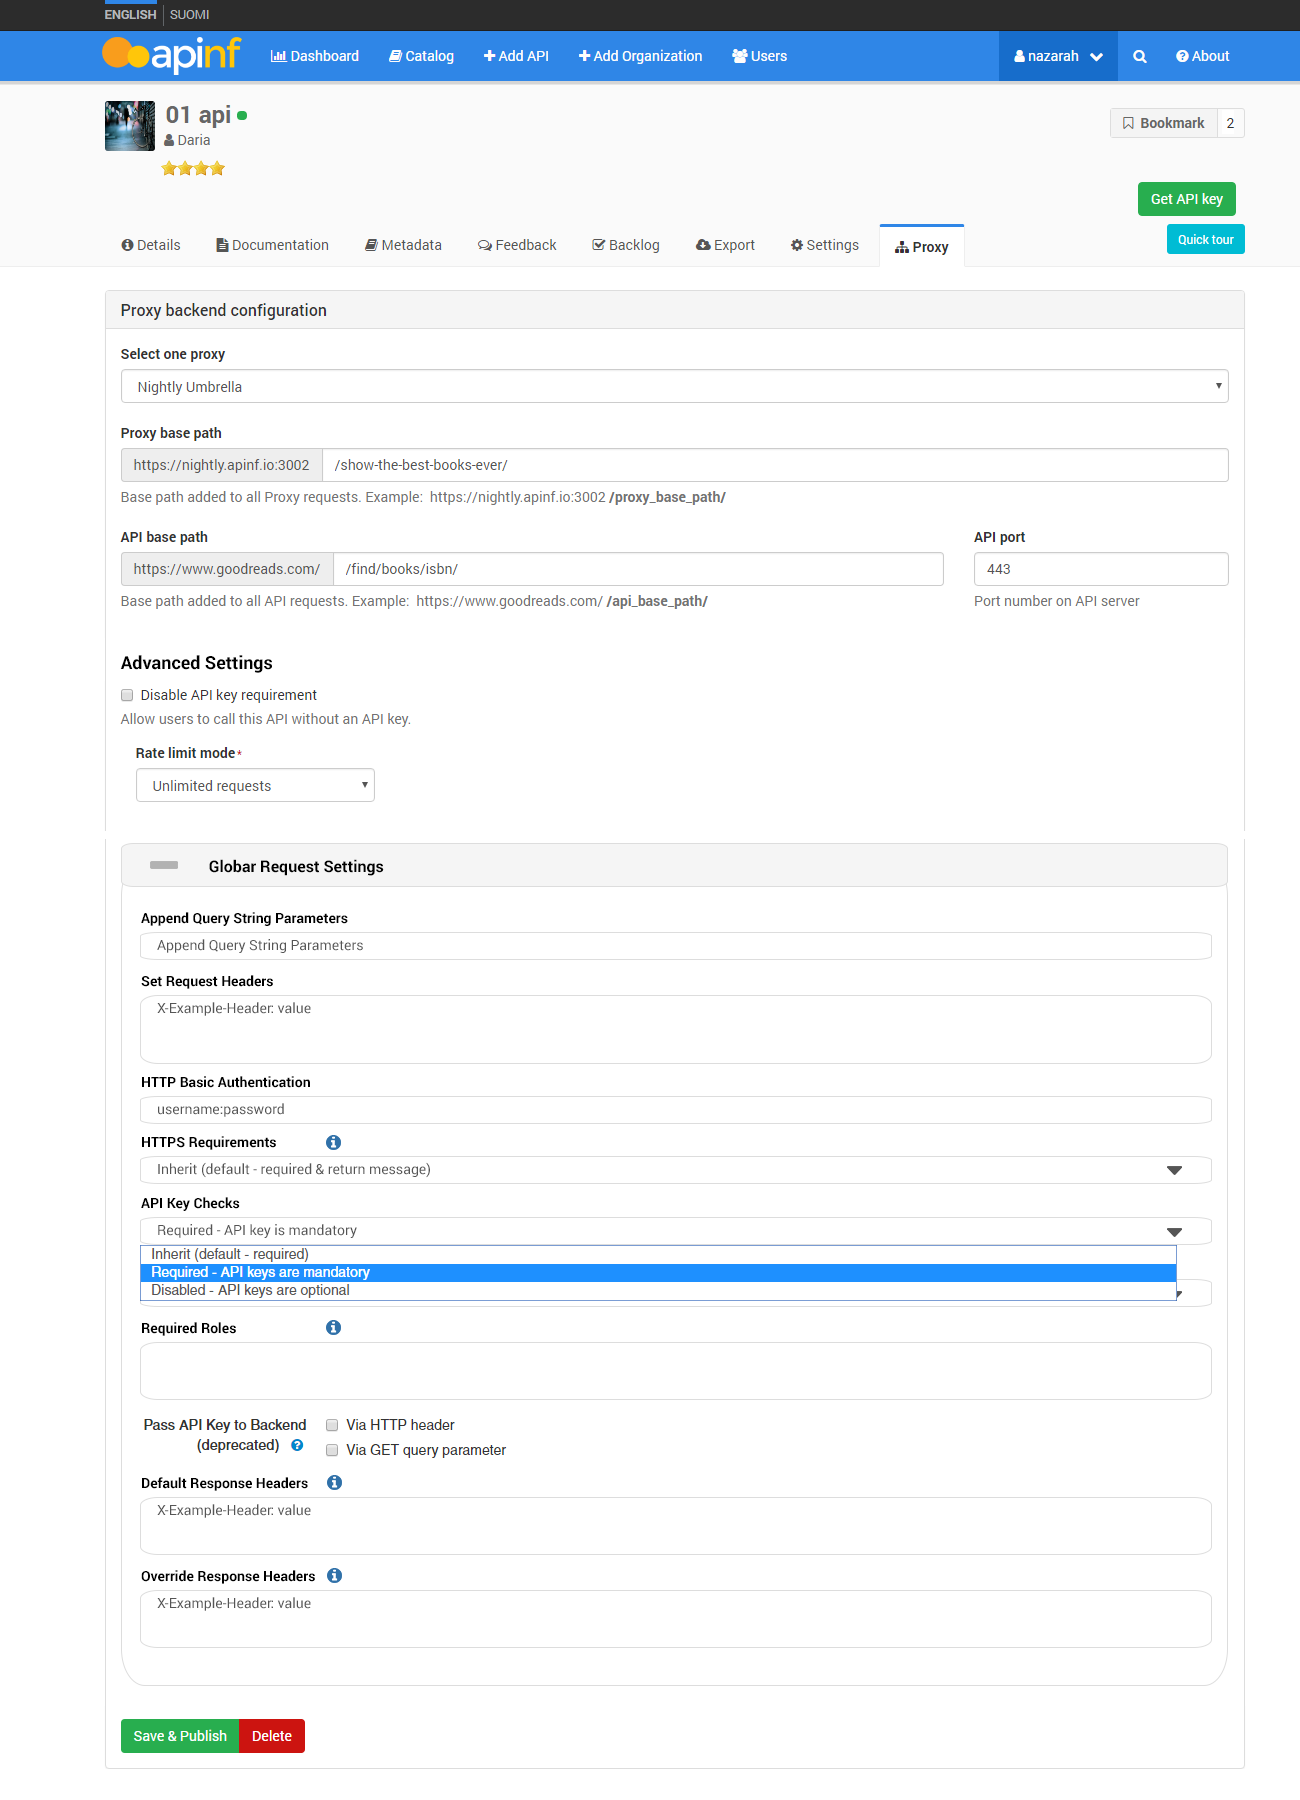 ENGLISH SUOMI
apinf Dashboard Catalog Add API Add Organization Users nazarah About
01 api
Daria
Bookmark 2
Get API key
Details Documentation Metadata Feedback Backlog Export Settings Proxy Quick tour
Proxy backend configuration
Select one proxy
Nightly Umbrella
Proxy base path
https://nightly.apinf.io:3002 /show-the-best-books-ever/
Base path added to all Proxy requests. Example: https://nightly.apinf.io:3002 /proxy_base_path/
API base path API port
https://www.goodreads.com/ /find/books/isbn/ 443
Base path added to all API requests. Example: https://www.goodreads.com/ /api_base_path/ Port number on API server
Advanced Settings
Disable API key requirement
Allow users to call this API without an API key.
Rate limit mode*
Unlimited requests
Globar Request Settings
Append Query String Parameters
Append Query String Parameters
Set Request Headers
X-Example-Header: value
HTTP Basic Authentication
username:password
HTTPS Requirements
Inherit (default - required & return message)
API Key Checks
Required - API key is mandatory
Inherit (default - required)
Required - API keys are mandatory
Disabled - API keys are optional
Required Roles
Pass API Key to Backend Via HTTP header
(deprecated) Via GET query parameter
Default Response Headers
X-Example-Header: value
Override Response Headers
X-Example-Header: value
Save & Publish Delete